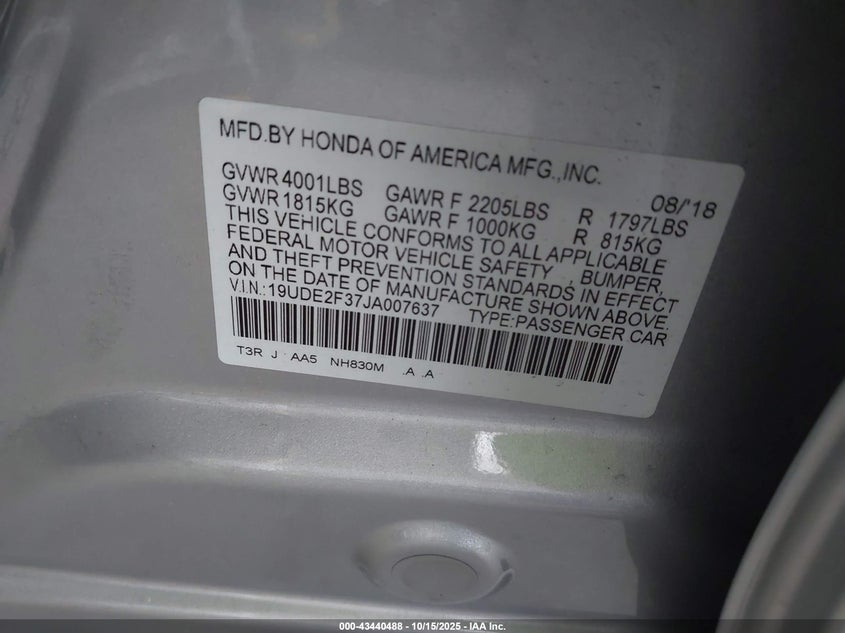 MFD.BY HONDA OF AMERICA MFG.,INC.
08/'18
GVWR 4001LBS GAWR F 2205LBS R 1797LBS
GVWR 1815KG GAWR F 1000KG R 815KG
THIS VEHICLE CONFORMS TO ALL APPLICABLE
FEDERAL MOTOR VEHICLE SAFETY , BUMPER,
AND THEFT PREVENTION STANDARDS IN EFFECT
ON THE DATE OF MANUFACTURE SHOWN ABOVE.
V.I.N.:19UDE2F37JA007637 TYPE:PASSENGER CAR
T3R J AA5 NH830M .A .A
000-43440488 - 10/15/2025 - IAA Inc.